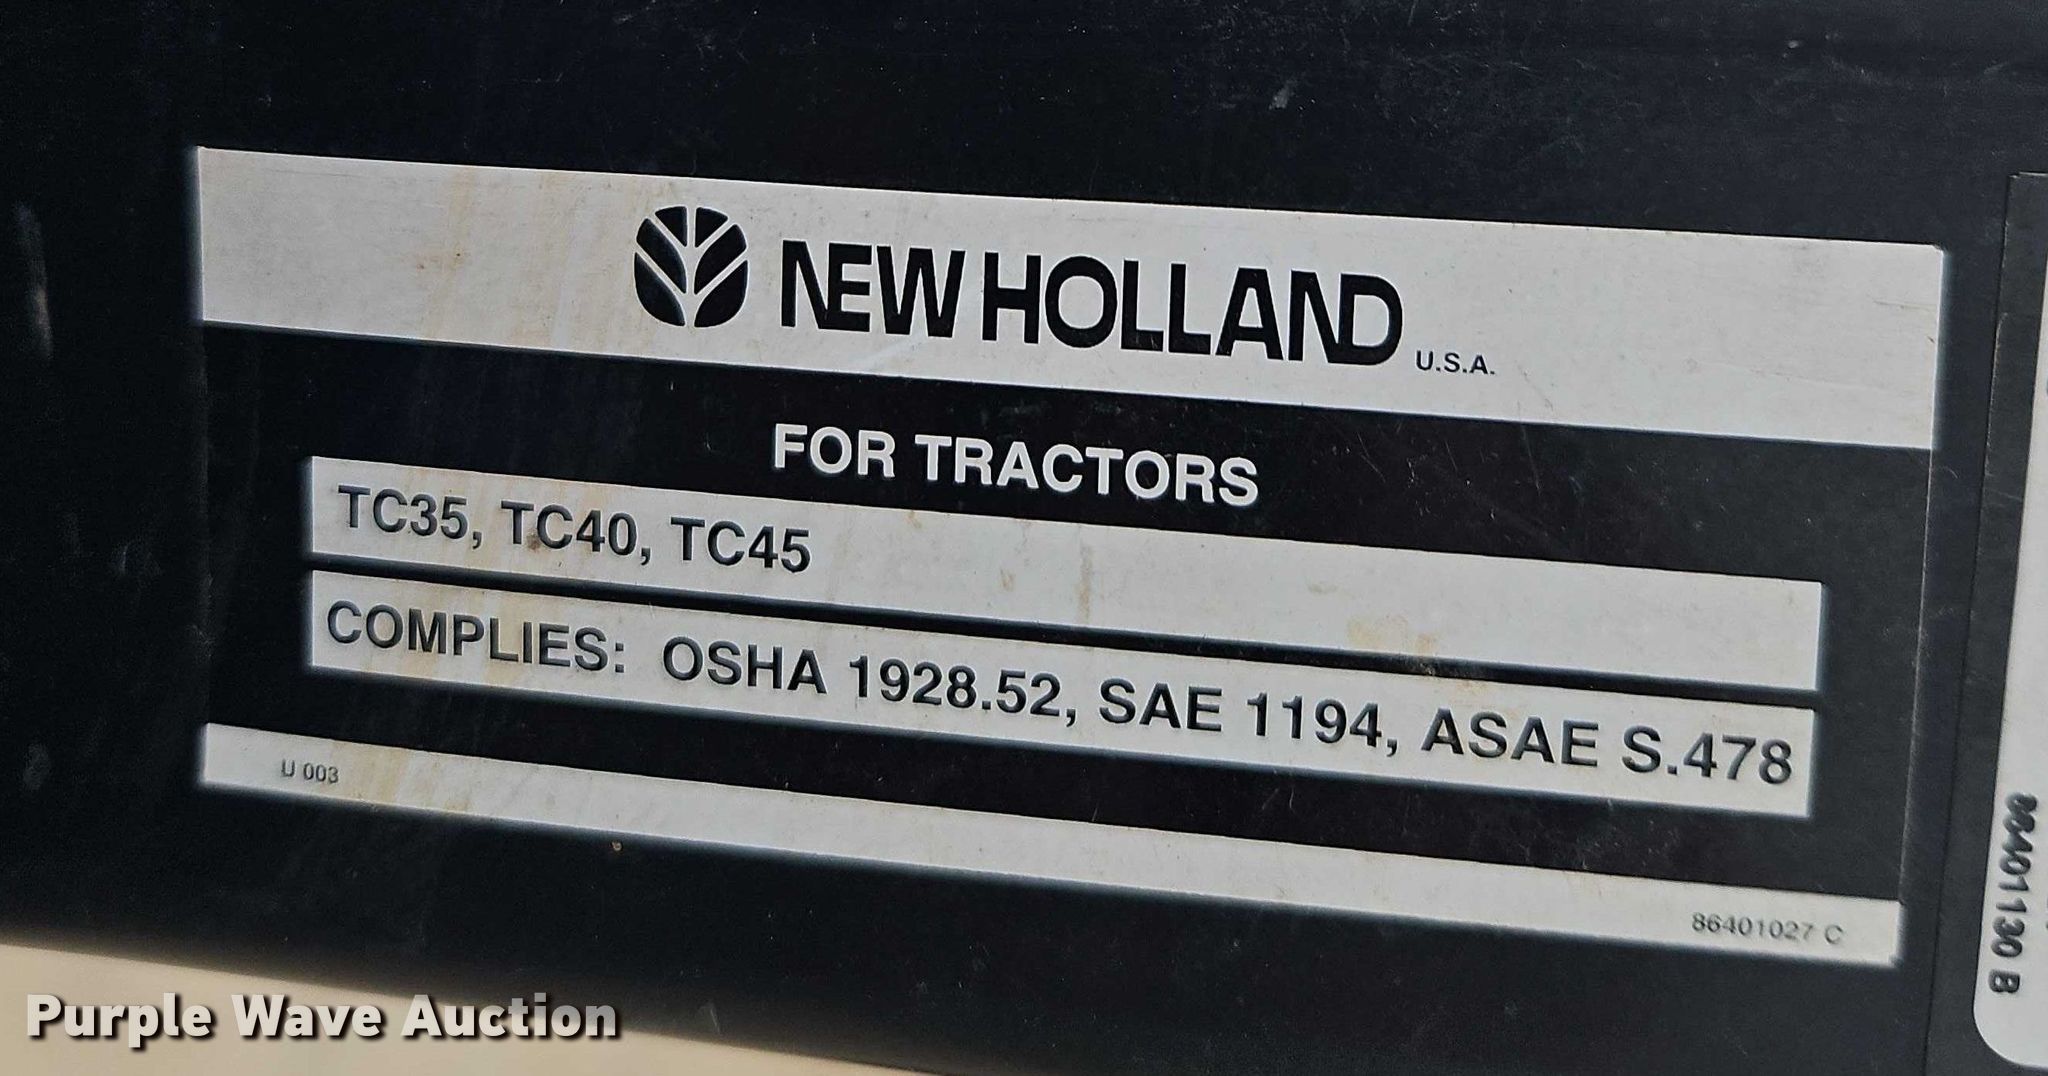 NEW HOLLAND U.S.A.
FOR TRACTORS
TC35, TC40, TC45
COMPLIES: OSHA 1928.52, SAE 1194, ASAE S.478
U 003
86401027 C
86401130 B
Purple Wave Auction